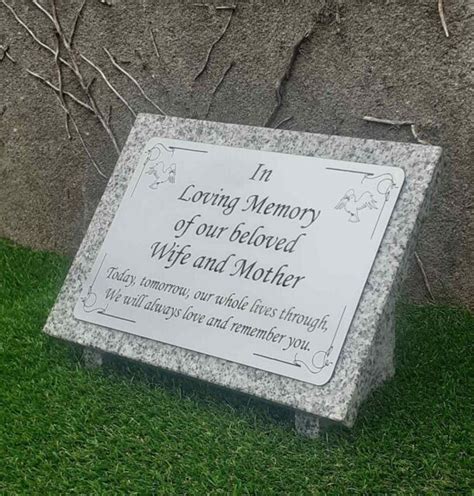 In
Loving Memory
of our beloved
Wife and Mother
Today, tomorrow, our whole lives through,
We will always love and remember you.